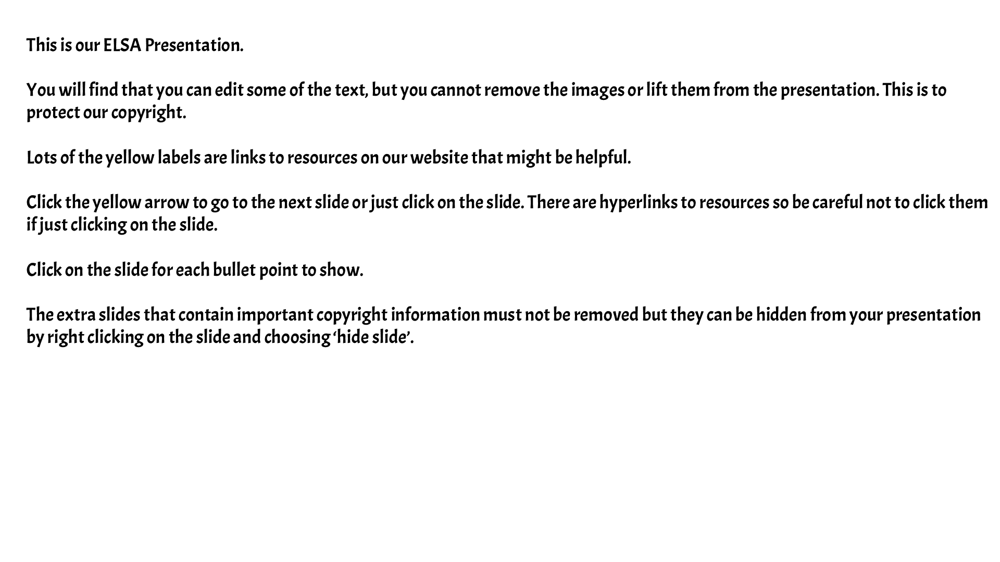 This is our ELSA Presentation.
You will find that you can edit some of the text, but you cannot remove the images or lift them from the presentation. This is to
protect our copyright.
Lots of the yellow labels are links to resources on our website that might be helpful.
Click the yellow arrow to go to the next slide or just click on the slide. There are hyperlinks to resources so be careful not to click them
if just clicking on the slide.
Click on the slide for each bullet point to show.
The extra slides that contain important copyright information must not be removed but they can be hidden from your presentation
by right clicking on the slide and choosing ‘hide slide’.